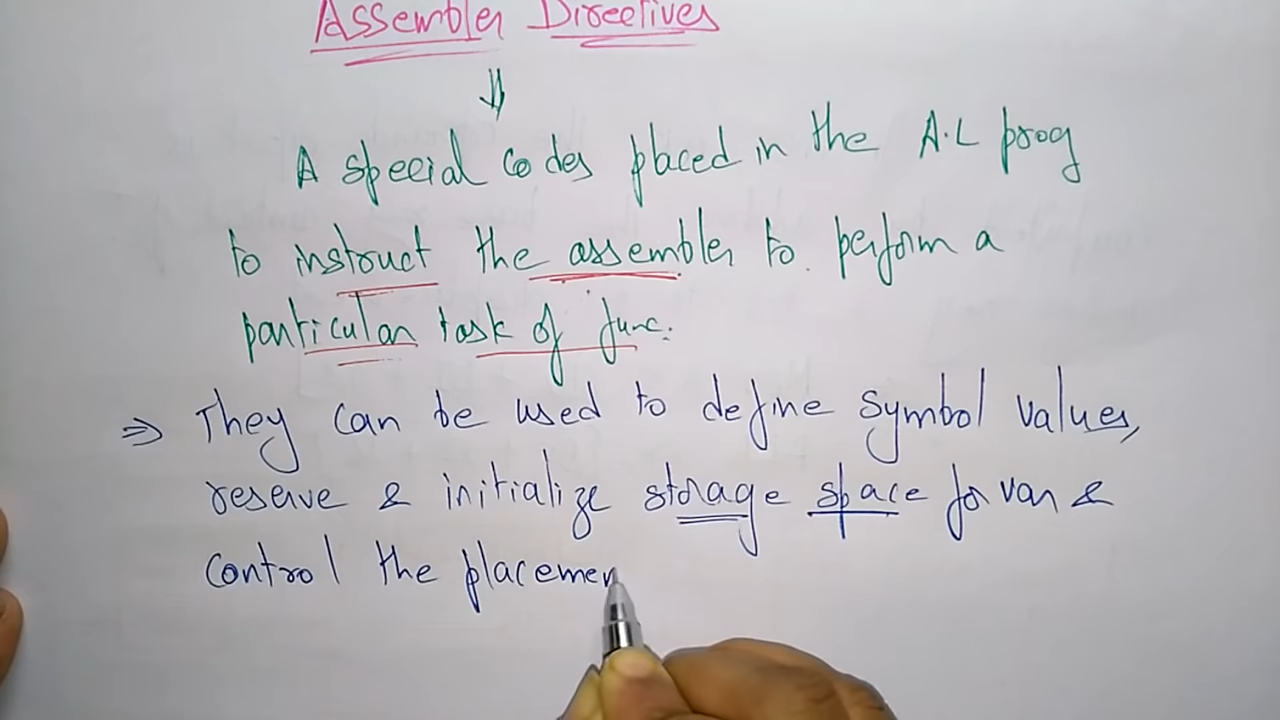 Assembler Directives
A special codes placed in the A.L prog
to instruct the assembler to perform a
particular task of func.
⇒ They can be used to define symbol values,
reserve & initialize storage space for var &
control the placemen